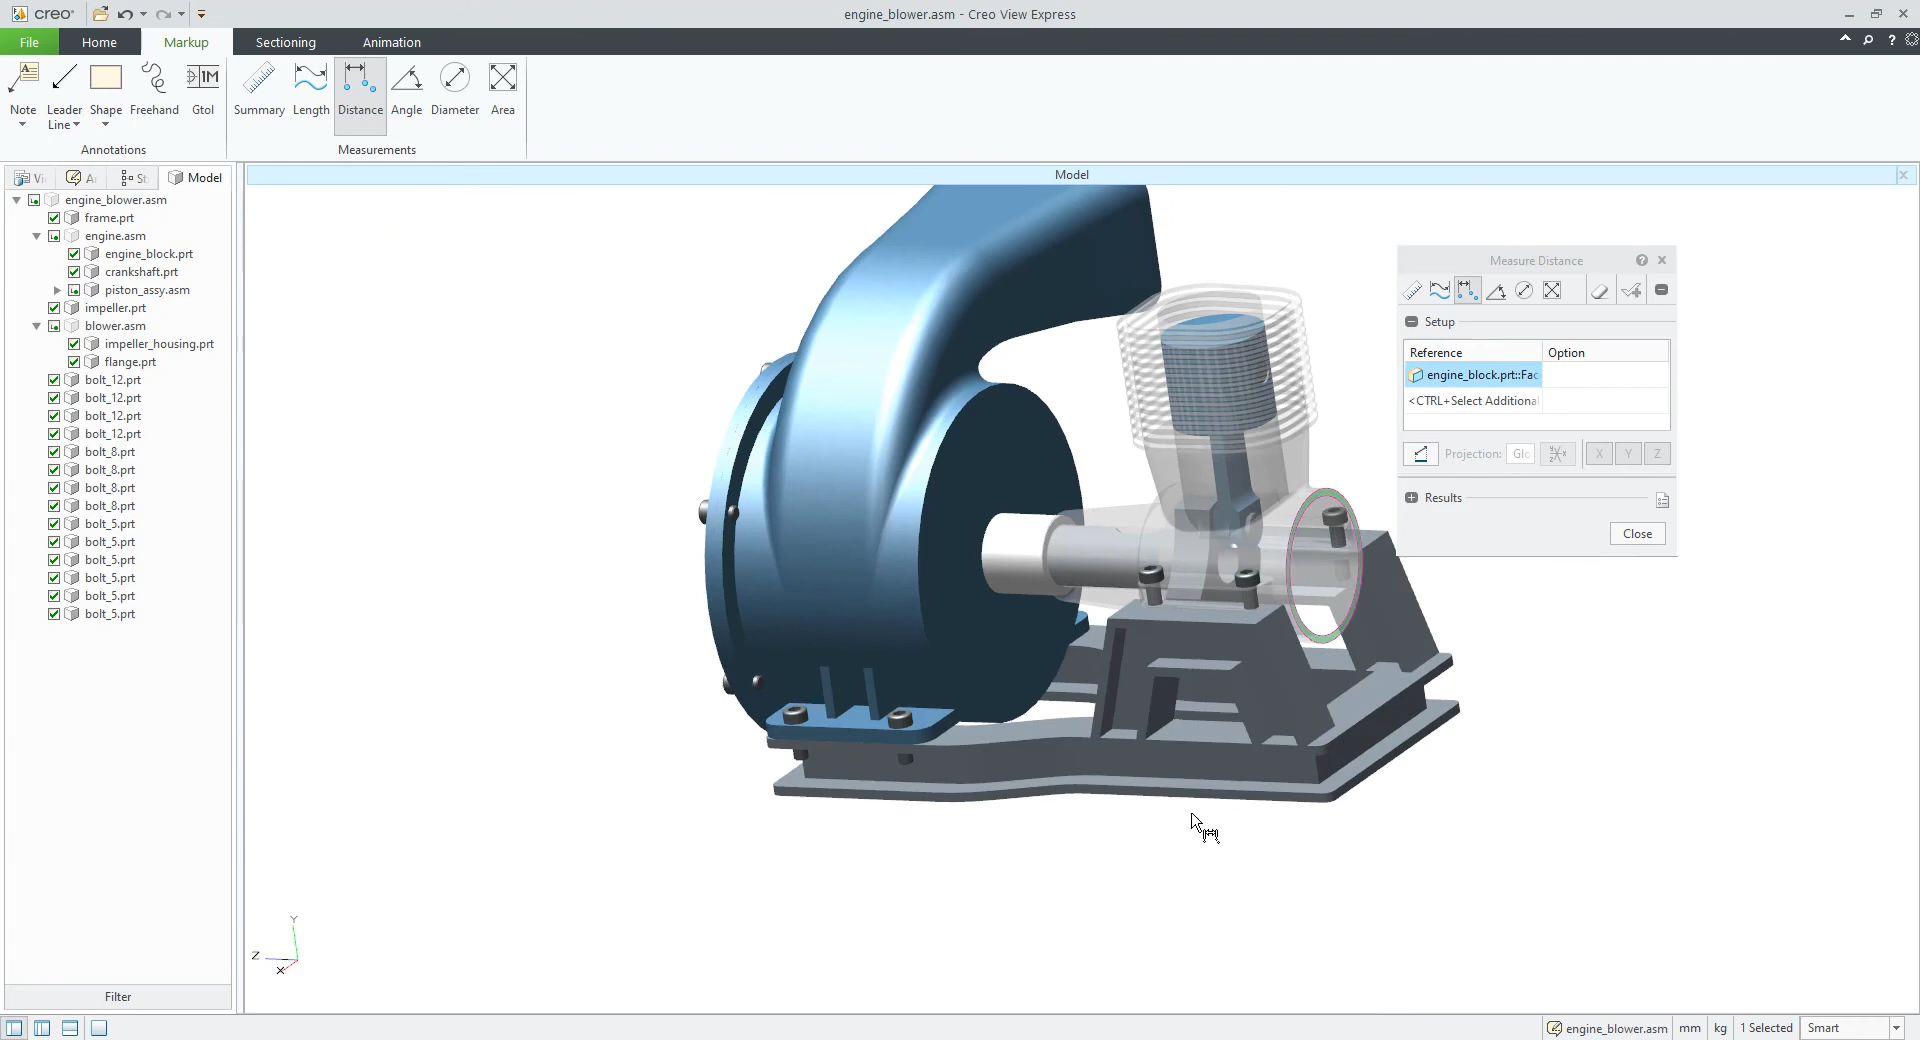 creo
engine_blower.asm - Creo View Express
File Home Markup Sectioning Animation
Note Leader Line Shape Freehand Gtol
Annotations
Summary Length Distance Angle Diameter Area
Measurements
Vi A St Model
engine_blower.asm
frame.prt
engine.asm
engine_block.prt
crankshaft.prt
piston_assy.asm
impeller.prt
blower.asm
impeller_housing.prt
flange.prt
bolt_12.prt
bolt_12.prt
bolt_12.prt
bolt_12.prt
bolt_8.prt
bolt_8.prt
bolt_8.prt
bolt_8.prt
bolt_5.prt
bolt_5.prt
bolt_5.prt
bolt_5.prt
bolt_5.prt
bolt_5.prt
Filter
Model
Measure Distance
Setup
Reference Option
engine_block.prt::Fac
<CTRL+Select Additiona
Projection: Glo X Y Z
Results
Close
Y
Z
X
engine_blower.asm mm kg 1 Selected Smart